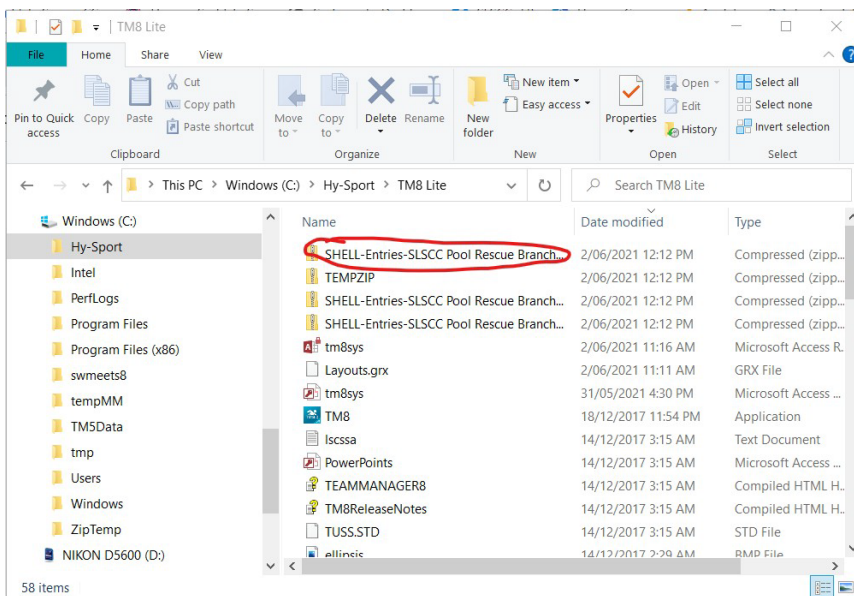 TM8 Lite
File Home Share View
Pin to Quick access
Copy
Paste
Cut
Copy path
Paste shortcut
Clipboard
Move to
Copy to
Delete
Rename
Organize
New folder
New item
Easy access
New
Properties
Open
Edit
History
Open
Select all
Select none
Invert selection
Select
This PC > Windows (C:) > Hy-Sport > TM8 Lite
Search TM8 Lite
Windows (C:)
Hy-Sport
Intel
PerfLogs
Program Files
Program Files (x86)
swmeets8
tempMM
TM5Data
tmp
Users
Windows
ZipTemp
NIKON D5600 (D:)
Name Date modified Type
SHELL-Entries-SLSCC Pool Rescue Branch... 2/06/2021 12:12 PM Compressed (zipp...
TEMPZIP 2/06/2021 12:12 PM Compressed (zipp...
SHELL-Entries-SLSCC Pool Rescue Branch... 2/06/2021 12:12 PM Compressed (zipp...
SHELL-Entries-SLSCC Pool Rescue Branch... 2/06/2021 12:12 PM Compressed (zipp...
tm8sys 2/06/2021 11:16 AM Microsoft Access R.
Layouts.grx 2/06/2021 11:11 AM GRX File
tm8sys 31/05/2021 4:30 PM Microsoft Access ...
TM8 18/12/2017 11:54 PM Application
lscssa 14/12/2017 3:15 AM Text Document
PowerPoints 14/12/2017 3:15 AM Microsoft Access ...
TEAMMANAGER8 14/12/2017 3:15 AM Compiled HTML H..
TM8ReleaseNotes 14/12/2017 3:15 AM Compiled HTML H..
TUSS.STD 14/12/2017 3:15 AM STD File
ellipsis 14/12/2017 2:29 AM BMP File
58 items